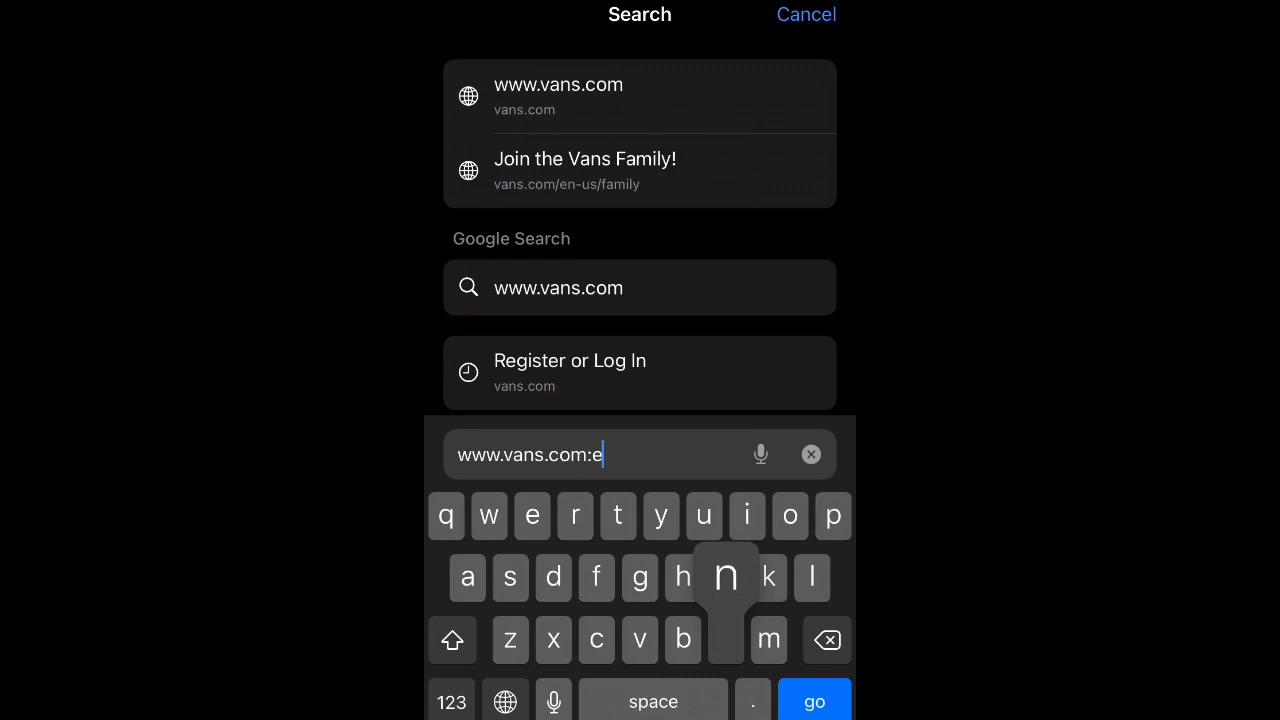 Search Cancel
www.vans.com
vans.com
Join the Vans Family!
vans.com/en-us/family
Google Search
www.vans.com
Register or Log In
vans.com
www.vans.com:e
q w e r t y u i o p
a s d f g h n k l
z x c v b m
123 space . go